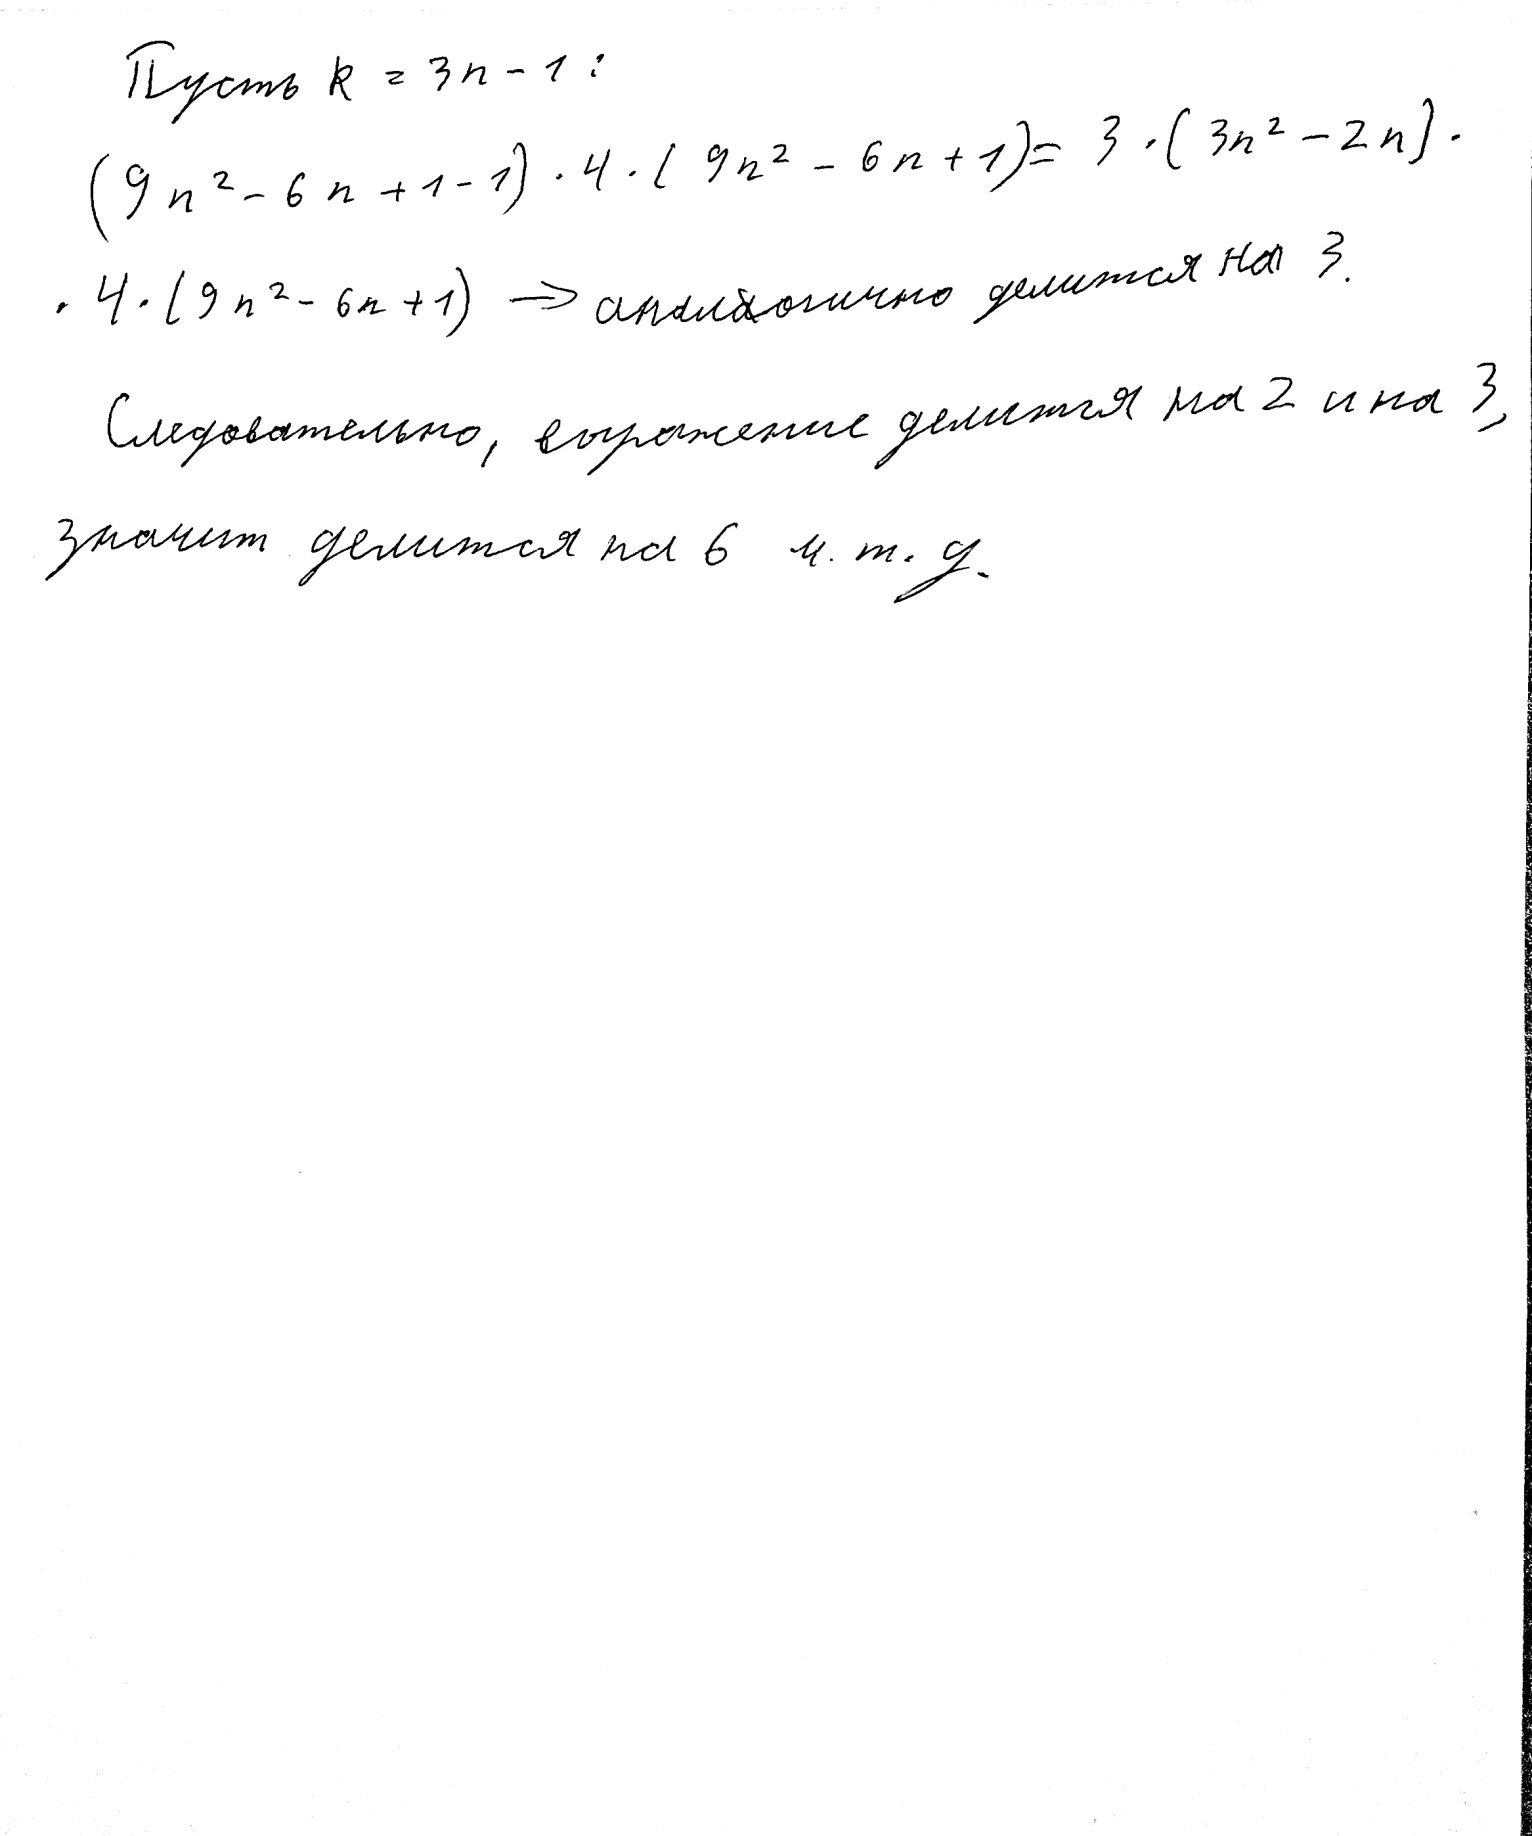 Пусть k = 3n - 1:
(9n² - 6n + 1 - 1) · 4 · (9n² - 6n + 1) = 3 · (3n² - 2n) ·
· 4 · (9n² - 6n + 1) → аналогично делится на 3.
Следовательно, выражение делится на 2 и на 3,
значит делится на 6 ч. т. д.